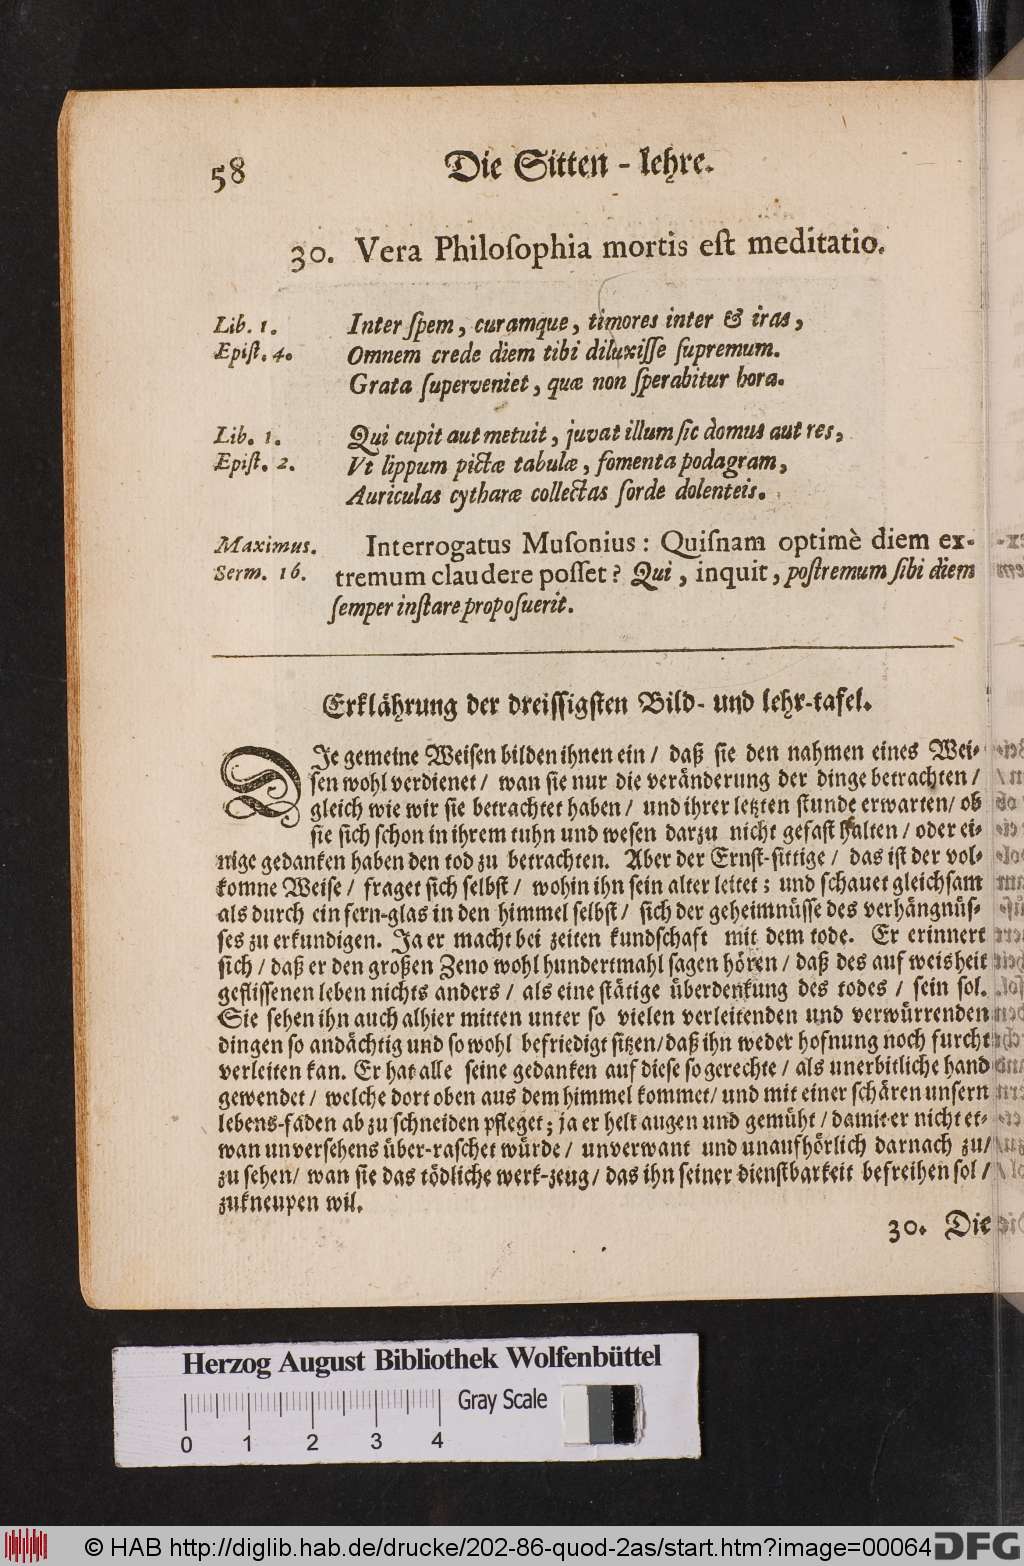 58 Die Sitten-lehre.
30. Vera Philoſophia mortis eſt meditatio.
Lib. 1. Inter ſpem, curamque, timores inter & iras,
Epiſt. 4. Omnem crede diem tibi diluxiſſe ſupremum.
Grata ſuperveniet, quæ non ſperabitur hora.
Lib. 1. Qui cupit aut metuit, juvat illum ſic domus aut res,
Epiſt. 2. Vt lippum pictæ tabulæ, fomenta podagram,
Auriculas cytharæ collectas ſorde dolenteis.
Maximus. Interrogatus Muſonius: Quiſnam optimè diem ex-
Serm. 16. tremum claudere poſſet? Qui, inquit, poſtremum ſibi diem
ſemper inſtare propoſuerit.
Erklährung der dreiſſigſten Bild- und lehr-tafel.
DJe gemeine Weiſen bilden ihnen ein / daß ſie den nahmen eines Wei-
ſen wohl verdienet / wan ſie nur die veränderung der dinge betrachten /
gleich wie wir ſie betrachtet haben / und ihrer letzten ſtunde erwarten / ob
ſie ſich ſchon in ihrem tuhn und weſen darzu nicht gefaſt halten / oder ei-
nige gedanken haben den tod zu betrachten. Aber der Ernſt-ſittige / das iſt der vol-
komne Weiſe / fraget ſich ſelbſt / wohin ihn ſein alter leitet; und ſchauet gleichſam
als durch ein fern-glas in den himmel ſelbſt / ſich der geheimnüſſe des verhängnüſ-
ſes zu erkundigen. Ja er macht bei zeiten kundſchaft mit dem tode. Er erinnert
ſich / daß er den großen Zeno wohl hundertmahl ſagen hören / daß des auf weisheit
gefliſſenen leben nichts anders / als eine ſtätige überdenkung des todes / ſein ſol.
Sie ſehen ihn auch alhier mitten unter ſo vielen verleitenden und verwürrenden
dingen ſo andächtig und ſo wohl befriedigt ſitzen / daß ihn weder hofnung noch furcht
verleiten kan. Er hat alle ſeine gedanken auf dieſe ſo gerechte / als unerbitliche hand
gewendet / welche dort oben aus dem himmel kommet / und mit einer ſchären unſern
lebens-faden ab zu ſchneiden pfleget; ja er helt augen und gemüht / damit er nicht et-
wan unverſehens über-raſchet würde / unverwant und unaufhörlich darnach zu /
zu ſehen / wan ſie das tödliche werk-zeug / das ihn ſeiner dienſtbarkeit befreihen ſol /
zukneupen wil.
30. Die
Herzog August Bibliothek Wolfenbüttel
Gray Scale
0 1 2 3 4
© HAB http://diglib.hab.de/drucke/202-86-quod-2as/start.htm?image=00064
DFG